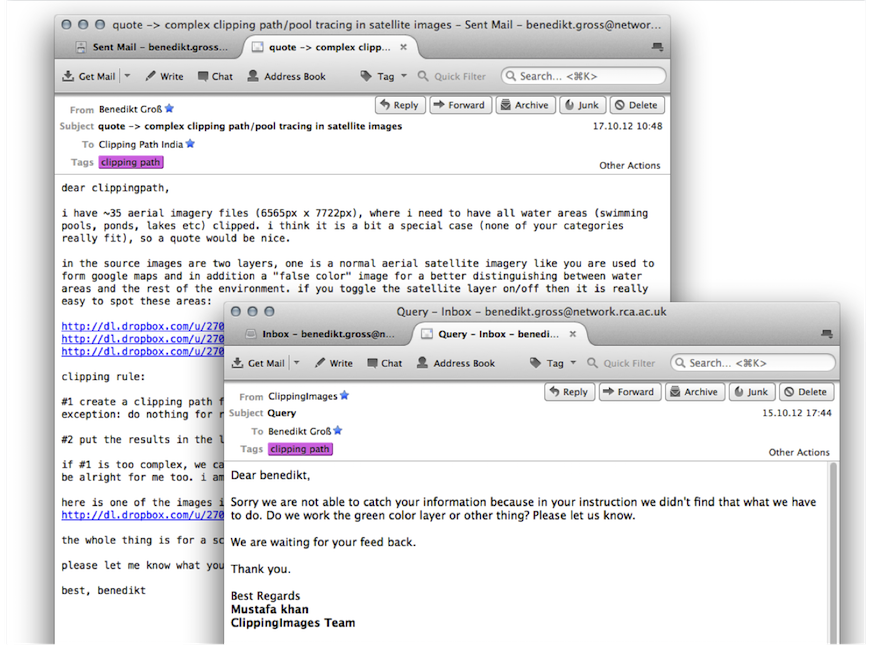 quote -> complex clipping path/pool tracing in satellite images – Sent Mail – benedikt.gross@networ...
Sent Mail – benedikt.gross...
quote -> complex clipp...
Get Mail
Write
Chat
Address Book
Tag
Quick Filter
Search... <⌘K>
From Benedikt Groß
Reply
Forward
Archive
Junk
Delete
Subject quote -> complex clipping path/pool tracing in satellite images
17.10.12 10:48
To Clipping Path India
Tags clipping path
Other Actions
dear clippingpath,
i have ~35 aerial imagery files (6565px x 7722px), where i need to have all water areas (swimming
pools, ponds, lakes etc) clipped. i think it is a bit a special case (none of your categories
really fit), so a quote would be nice.
in the source images are two layers, one is a normal aerial satellite imagery like you are used to
form google maps and in addition a "false color" image for a better distinguishing between water
areas and the rest of the environment. if you toggle the satellite layer on/off then it is really
easy to spot these areas:
http://dl.dropbox.com/u/270
http://dl.dropbox.com/u/270
http://dl.dropbox.com/u/270
clipping rule:
#1 create a clipping path f
exception: do nothing for r
#2 put the results in the l
if #1 is too complex, we ca
be alright for me too. i am
here is one of the images i
http://dl.dropbox.com/u/270
the whole thing is for a sc
please let me know what you
best, benedikt
Query – Inbox – benedikt.gross@network.rca.ac.uk
Inbox – benedikt.gross@n...
Query – Inbox – benedi...
Get Mail
Write
Chat
Address Book
Tag
Quick Filter
Search... <⌘K>
From ClippingImages
Reply
Forward
Archive
Junk
Delete
Subject Query
15.10.12 17:44
To Benedikt Groß
Tags clipping path
Other Actions
Dear benedikt,
Sorry we are not able to catch your information because in your instruction we didn't find that what we have
to do. Do we work the green color layer or other thing? Please let us know.
We are waiting for your feed back.
Thank you.
Best Regards
Mustafa khan
ClippingImages Team